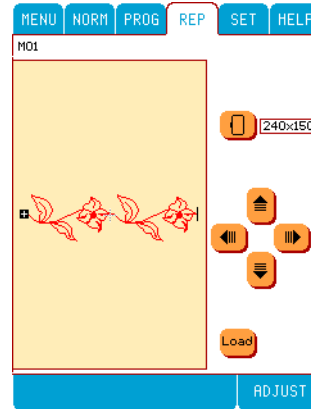 MENU NORM PROG REP SET HELP
M01
240x150
Load
ADJUST